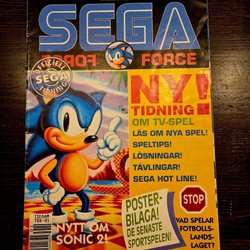 SEGA
FORCE FORCE
OFFICIELL
SEGA
TIDNING
NY!
TIDNING
OM TV-SPEL
LÄS OM NYA SPEL!
SPELTIPS!
LÖSNINGAR!
TÄVLINGAR!
SEGA HOT LINE!
NYTT OM
SONIC 2!
POSTER-
BILAGA!
DE SENASTE
SPORTSPELEN!
STOP
VAD SPELAR
FOTBOLLS-
LANDS-
LAGET?